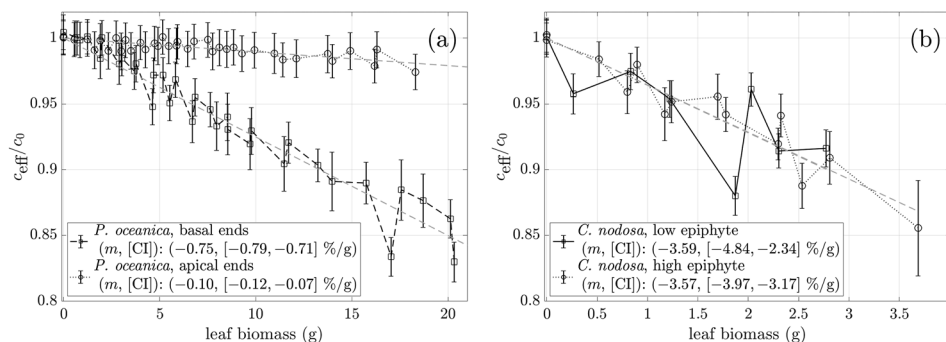 (a)
1
0.95
0.9
0.85
0.8
c_eff/c_0
P. oceanica, basal ends
(m, [CI]): (−0.75, [−0.79, −0.71] %/g)
P. oceanica, apical ends
(m, [CI]): (−0.10, [−0.12, −0.07] %/g)
0 5 10 15 20
leaf biomass (g)
(b)
1
0.95
0.9
0.85
0.8
c_eff/c_0
C. nodosa, low epiphyte
(m, [CI]): (−3.59, [−4.84, −2.34] %/g)
C. nodosa, high epiphyte
(m, [CI]): (−3.57, [−3.97, −3.17] %/g)
0 0.5 1 1.5 2 2.5 3 3.5
leaf biomass (g)